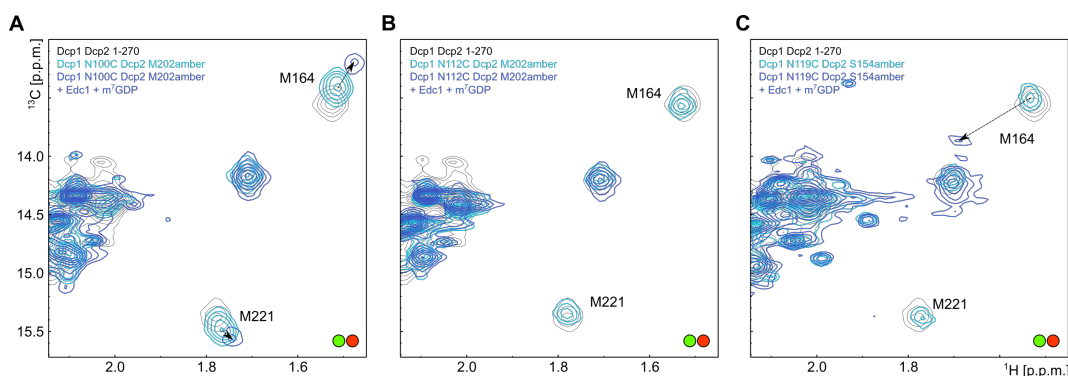 A
B
C
Dcp1 Dcp2 1-270
Dcp1 N100C Dcp2 M202amber
Dcp1 N100C Dcp2 M202amber
+ Edc1 + m⁷GDP
M164
M221
Dcp1 Dcp2 1-270
Dcp1 N112C Dcp2 M202amber
Dcp1 N112C Dcp2 M202amber
+ Edc1 + m⁷GDP
M164
M221
Dcp1 Dcp2 1-270
Dcp1 N119C Dcp2 S154amber
Dcp1 N119C Dcp2 S154amber
+ Edc1 + m⁷GDP
M164
M221
¹³C [p.p.m.]
14.0
14.5
15.0
15.5
2.0 1.8 1.6
2.0 1.8 1.6
2.0 1.8 ¹H [p.p.m.]